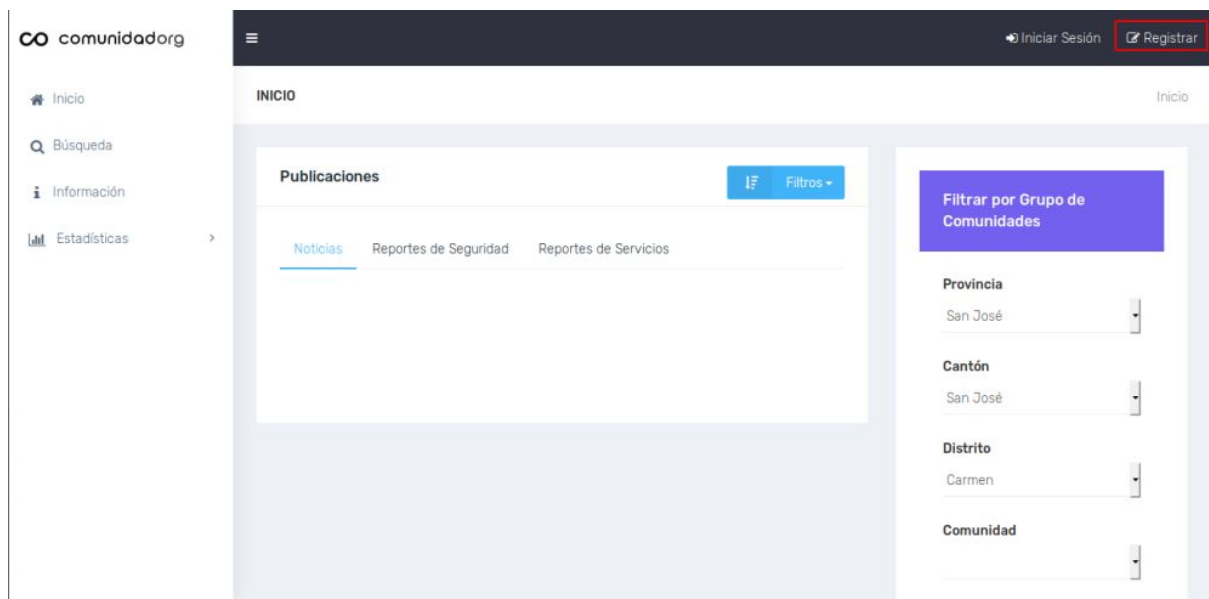 comunidadorg
Iniciar Sesión
Registrar
Inicio
Búsqueda
Información
Estadísticas
INICIO
Inicio
Publicaciones
Filtros
Noticias
Reportes de Seguridad
Reportes de Servicios
Filtrar por Grupo de
Comunidades
Provincia
San José
Cantón
San José
Distrito
Carmen
Comunidad